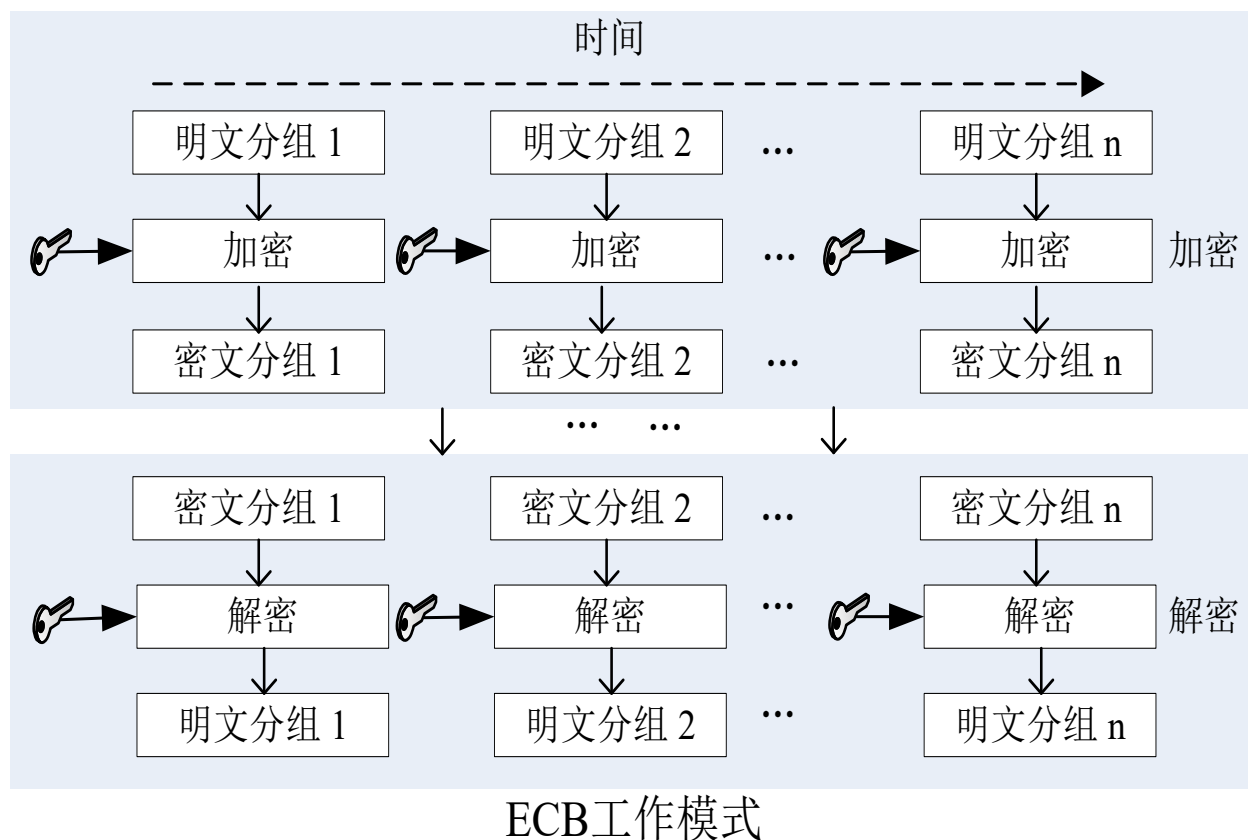 时间
明文分组 1 明文分组 2 ... 明文分组 n
加密 加密 ... 加密 加密
密文分组 1 密文分组 2 ... 密文分组 n
... ...
密文分组 1 密文分组 2 ... 密文分组 n
解密 解密 ... 解密 解密
明文分组 1 明文分组 2 ... 明文分组 n
ECB工作模式